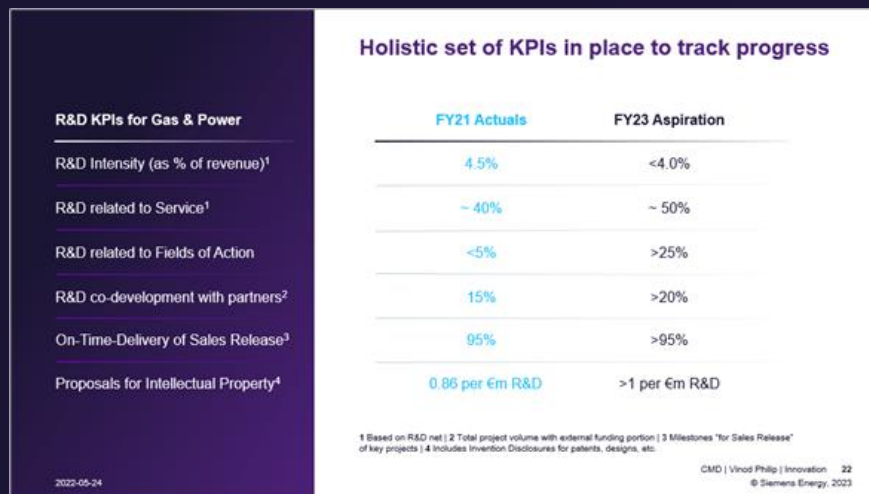 Holistic set of KPIs in place to track progress
R&D KPIs for Gas & Power FY21 Actuals FY23 Aspiration
R&D Intensity (as % of revenue)¹ 4.5% <4.0%
R&D related to Service¹ ~ 40% ~ 50%
R&D related to Fields of Action <5% >25%
R&D co-development with partners² 15% >20%
On-Time-Delivery of Sales Release³ 95% >95%
Proposals for Intellectual Property⁴ 0.86 per €m R&D >1 per €m R&D
1 Based on R&D net | 2 Total project volume with external funding portion | 3 Milestones "for Sales Release"
of key projects | 4 Includes Invention Disclosures for patents, designs, etc.
CMD | Vinod Philip | Innovation 22
2022-05-24 © Siemens Energy, 2023